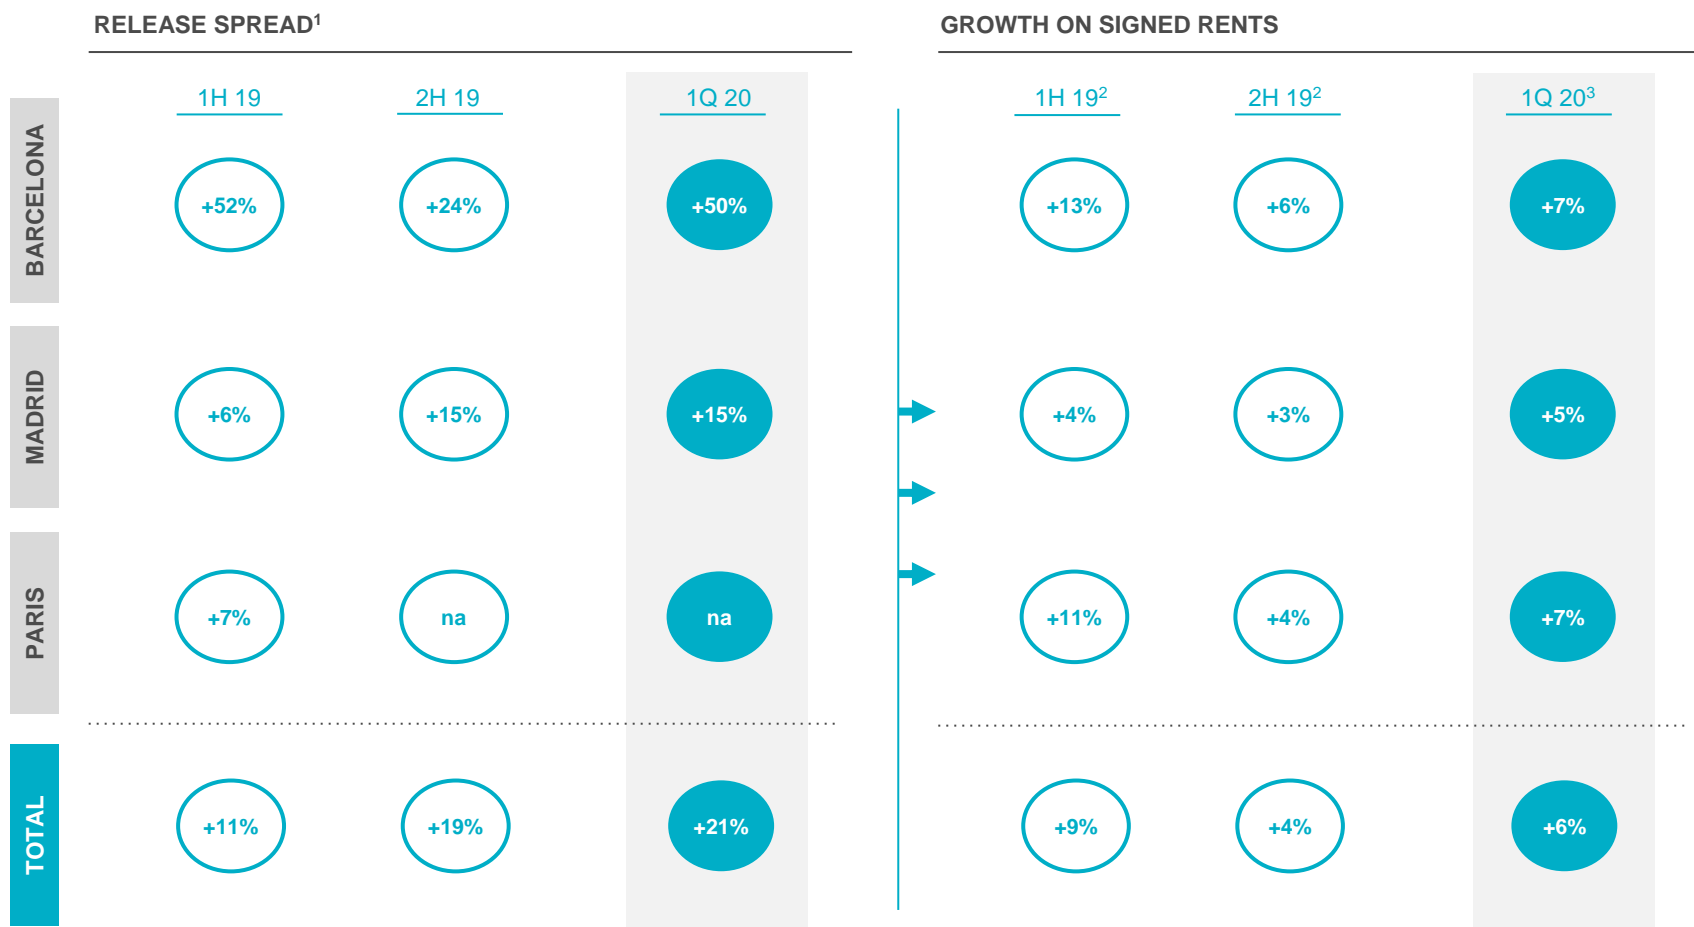 RELEASE SPREAD¹
GROWTH ON SIGNED RENTS
1H 19 2H 19 1Q 20 1H 19² 2H 19² 1Q 20³
BARCELONA
+52% +24% +50% +13% +6% +7%
MADRID
+6% +15% +15% +4% +3% +5%
PARIS
+7% na na +11% +4% +7%
TOTAL
+11% +19% +21% +9% +4% +6%